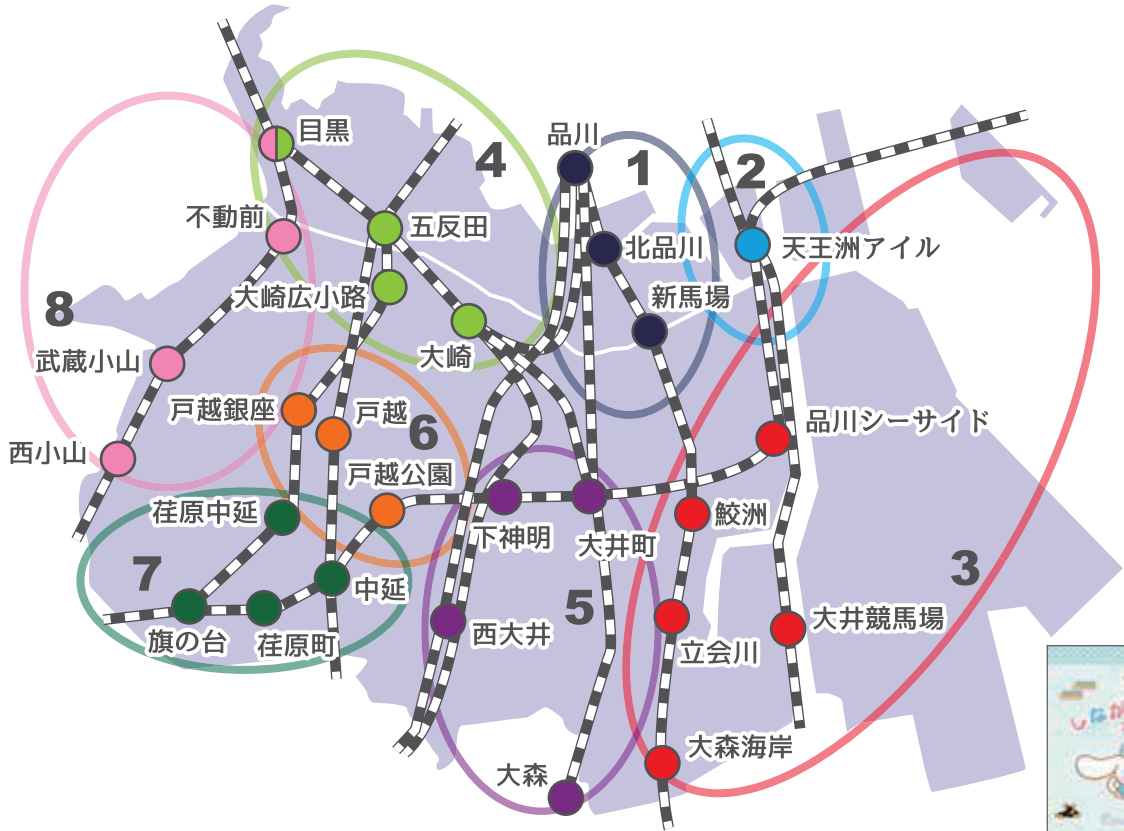 目黒
品川
1
2
4
不動前
五反田
北品川
天王洲アイル
大崎広小路
新馬場
8
武蔵小山
大崎
戸越銀座
戸越
6
品川シーサイド
西小山
戸越公園
荏原中延
下神明
大井町
鮫洲
7
中延
5
3
旗の台
荏原町
西大井
立会川
大井競馬場
大森海岸
大森
しなが